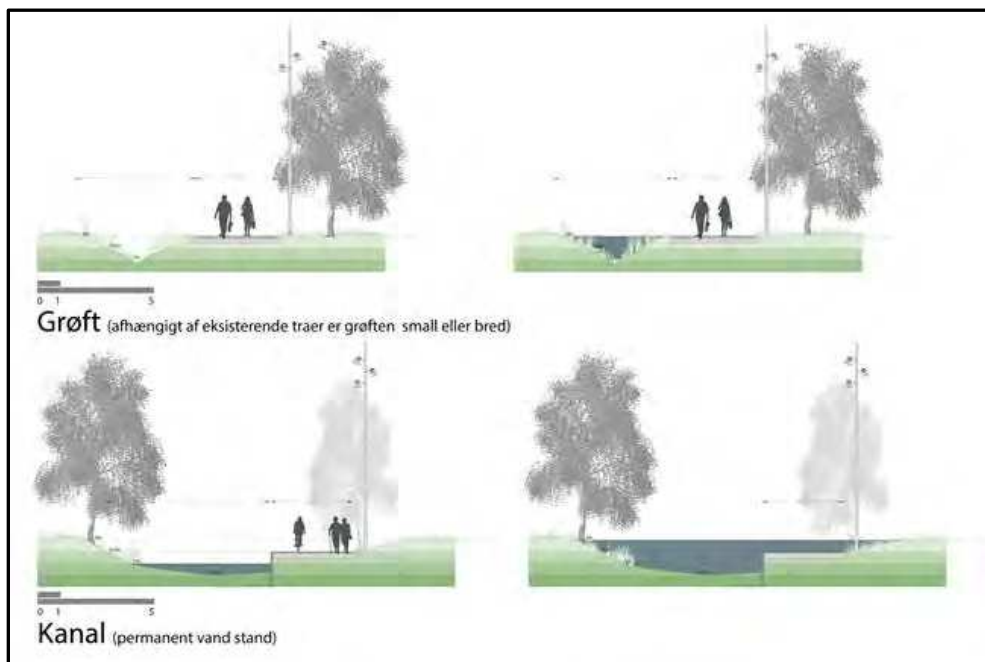 0 1 5
Grøft (afhængigt af eksisterende traer er grøften small eller bred)
0 1 5
Kanal (permanent vand stand)